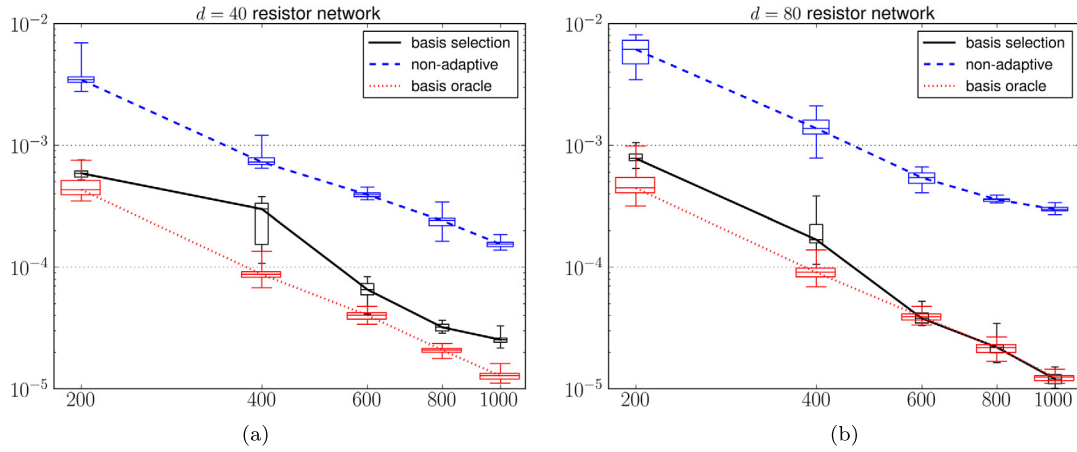 d = 40 resistor network
10⁻²
10⁻³
10⁻⁴
10⁻⁵
basis selection
non-adaptive
basis oracle
200 400 600 800 1000
(a)
d = 80 resistor network
10⁻²
10⁻³
10⁻⁴
10⁻⁵
basis selection
non-adaptive
basis oracle
200 400 600 800 1000
(b)